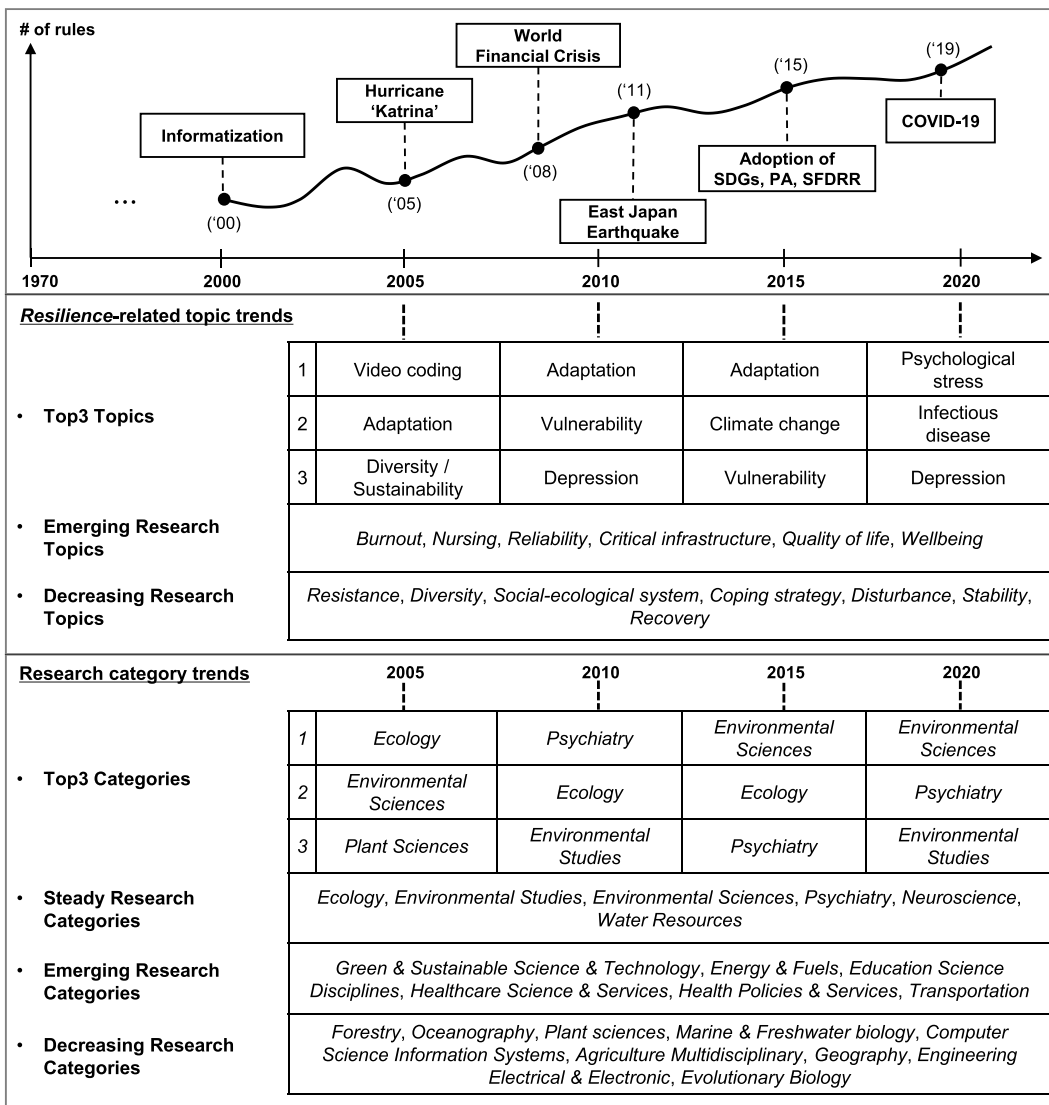 # of rules
World
Financial Crisis
Hurricane
‘Katrina’
Informatization
(‘11)
(‘15)
(‘19)
COVID-19
Adoption of
SDGs, PA, SFDRR
(‘08)
(‘05)
(‘00)
...
East Japan
Earthquake
1970
2000
2005
2010
2015
2020
Resilience-related topic trends
• Top3 Topics
1
Video coding
Adaptation
Adaptation
Psychological
stress
2
Adaptation
Vulnerability
Climate change
Infectious
disease
3
Diversity /
Sustainability
Depression
Vulnerability
Depression
• Emerging Research
Topics
Burnout, Nursing, Reliability, Critical infrastructure, Quality of life, Wellbeing
• Decreasing Research
Topics
Resistance, Diversity, Social-ecological system, Coping strategy, Disturbance, Stability,
Recovery
Research category trends
2005
2010
2015
2020
• Top3 Categories
1
Ecology
Psychiatry
Environmental
Sciences
Environmental
Sciences
2
Environmental
Sciences
Ecology
Ecology
Psychiatry
3
Plant Sciences
Environmental
Studies
Psychiatry
Environmental
Studies
• Steady Research
Categories
Ecology, Environmental Studies, Environmental Sciences, Psychiatry, Neuroscience,
Water Resources
• Emerging Research
Categories
Green & Sustainable Science & Technology, Energy & Fuels, Education Science
Disciplines, Healthcare Science & Services, Health Policies & Services, Transportation
• Decreasing Research
Categories
Forestry, Oceanography, Plant sciences, Marine & Freshwater biology, Computer
Science Information Systems, Agriculture Multidisciplinary, Geography, Engineering
Electrical & Electronic, Evolutionary Biology